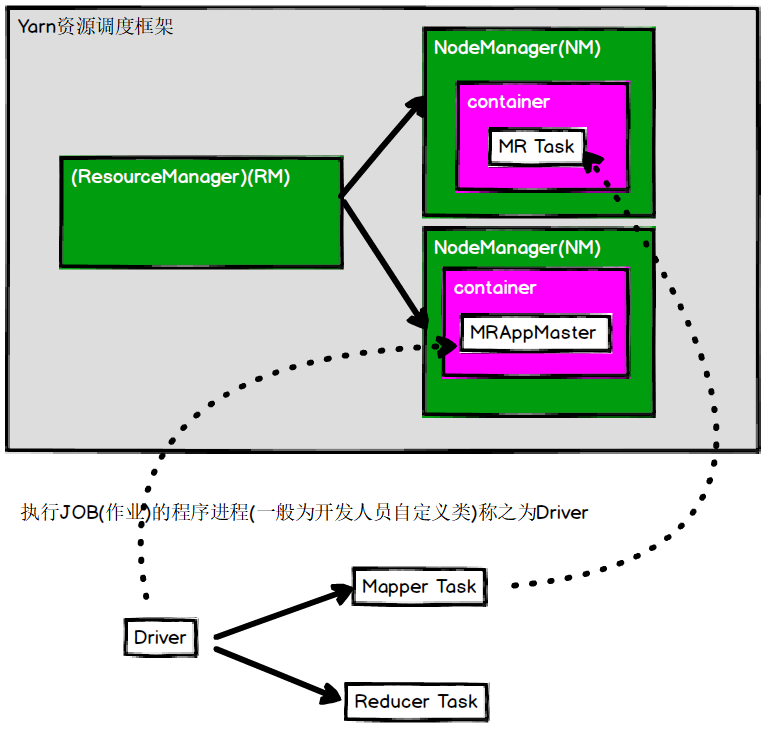 Yarn资源调度框架
NodeManager(NM)
container
MR Task
(ResourceManager)(RM)
NodeManager(NM)
container
MRAppMaster
执行JOB(作业)的程序进程(一般为开发人员自定义类)称之为Driver
Mapper Task
Driver
Reducer Task